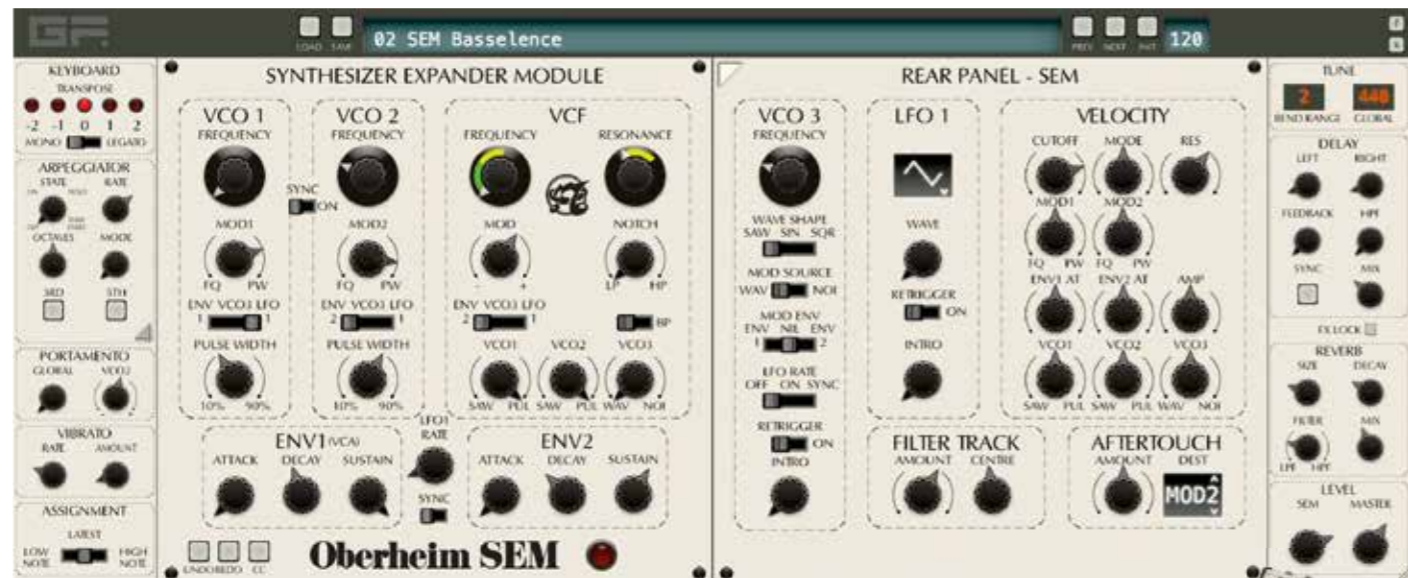 GF.
LOAD SAVE
02 SEM Basselence
PREV NEXT INIT
120
KEYBOARD
TRANSPOSE
-2 -1 0 1 2
MONO LEGATO
ARPEGGIATOR
STATE RATE
OCTAVES MODE
SRD 5TH
PORTAMENTO
GLOBAL VCO2
VIBRATO
RATE AMOUNT
ASSIGNMENT
LATEST
LOW NOTE HIGH NOTE
SYNTHESIZER EXPANDER MODULE
VCO 1
FREQUENCY
MOD1
FQ PW
ENV VCO3 LFO
1 1
PULSE WIDTH
10% 90%
SYNC
ON
VCO 2
FREQUENCY
MOD2
FQ PW
ENV VCO3 LFO
2 1
PULSE WIDTH
10% 90%
VCF
FREQUENCY RESONANCE
MOD NOTCH
- + LP HP
ENV VCO3 LFO
2 1 BP
VCO1 VCO2 VCO3
SAW PUL SAW PUL WAV NOI
ENV1 (VCA)
ATTACK DECAY SUSTAIN
LFO1
RATE
SYNC
ENV2
ATTACK DECAY SUSTAIN
UNDO REDO CC
Oberheim SEM
REAR PANEL - SEM
VCO 3
FREQUENCY
WAVE SHAPE
SAW SIN SQR
MOD SOURCE
WAV NOI
MOD ENV
ENV NIL ENV
1 2
LFO RATE
OFF ON SYNC
RETRIGGER
ON
INTRO
LFO 1
WAVE
RETRIGGER
ON
INTRO
VELOCITY
CUTOFF MODE RES
MOD1 MOD2
FQ PW FQ PW
ENV1 AT ENV2 AT AMP
VCO1 VCO2 VCO3
SAW PUL SAW PUL WAV NOI
FILTER TRACK
AMOUNT CENTRE
AFTERTOUCH
AMOUNT DEST
MOD2
TUNE
2 440
BEND RANGE GLOBAL
DELAY
LEFT RIGHT
FEEDBACK HPF
SYNC MIX
FX LOCK
REVERB
SIZE DECAY
FILTER MIX
LPF HPF
LEVEL
SEM MASTER